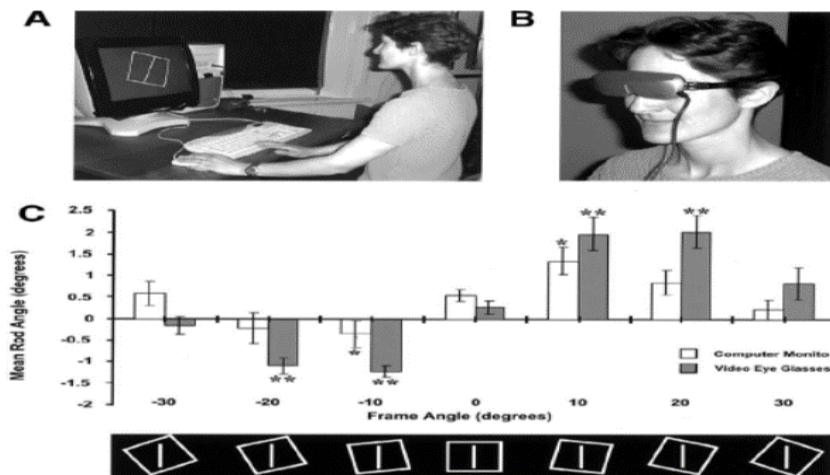 A
B
C
2.5
2
1.5
1
0.5
0
-0.5
-1
-1.5
-2
Mean Rod Angle (degrees)
*
**
**
**
*
**
Computer Monitor
Video Eye Glasses
-30 -20 -10 0 10 20 30
Frame Angle (degrees)